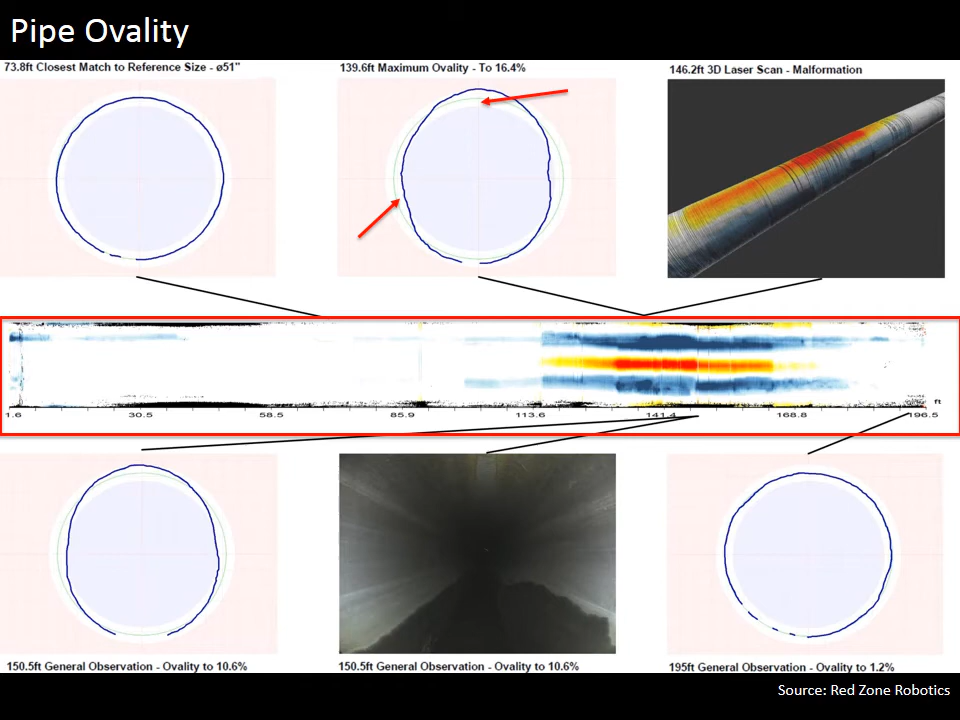 Pipe Ovality
73.8ft Closest Match to Reference Size - ø51"
139.6ft Maximum Ovality - To 16.4%
146.2ft 3D Laser Scan - Malformation
ft
1.6 30.5 58.5 85.9 113.6 141.4 168.8 196.5
150.5ft General Observation - Ovality to 10.6%
150.5ft General Observation - Ovality to 10.6%
195ft General Observation - Ovality to 1.2%
Source: Red Zone Robotics